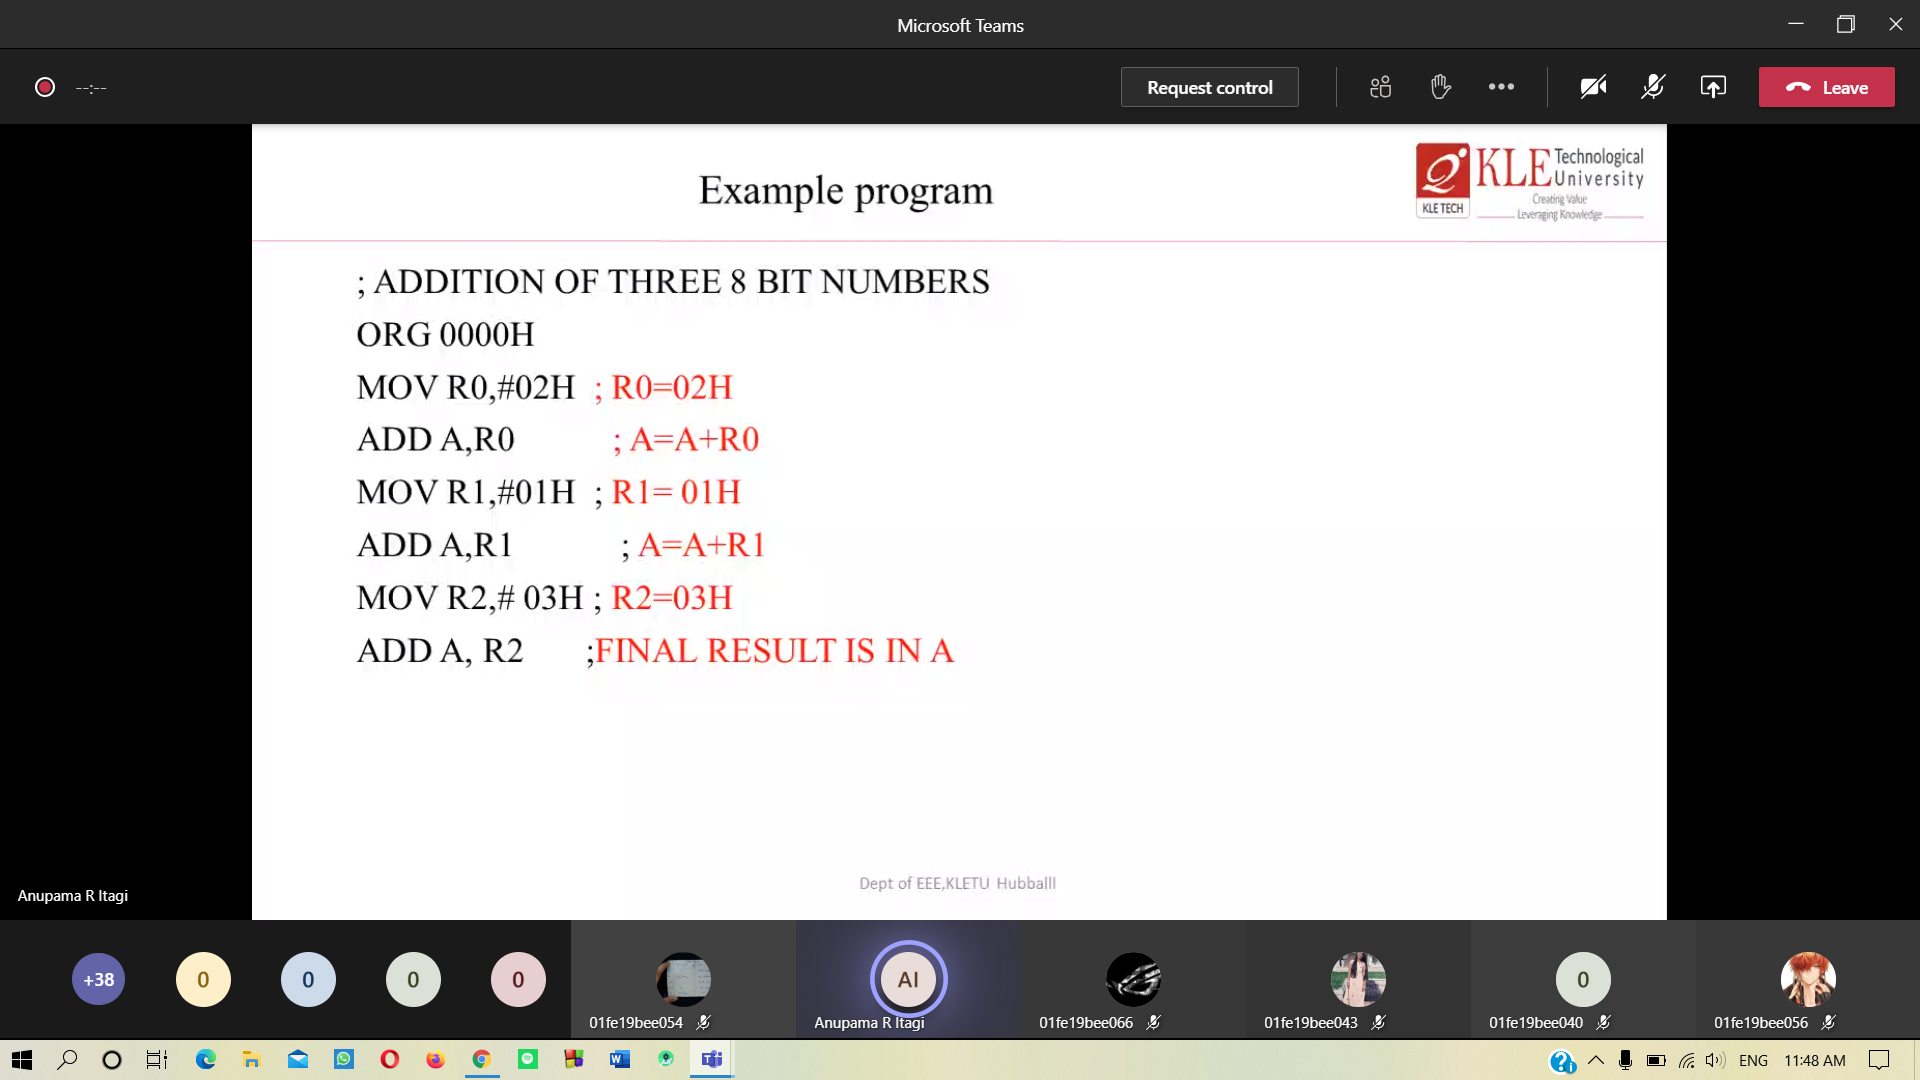 Microsoft Teams
--:--
Request control
Leave
Example program
KLE TECH
KLE Technological University
Creating Value
Leveraging Knowledge
; ADDITION OF THREE 8 BIT NUMBERS
ORG 0000H
MOV R0,#02H ; R0=02H
ADD A,R0 ; A=A+R0
MOV R1,#01H ; R1= 01H
ADD A,R1 ; A=A+R1
MOV R2,# 03H ; R2=03H
ADD A, R2 ;FINAL RESULT IS IN A
Dept of EEE,KLETU Hubballl
Anupama R Itagi
+38
0
0
0
0
AI
0
01fe19bee054
Anupama R Itagi
01fe19bee066
01fe19bee043
01fe19bee040
01fe19bee056
ENG
11:48 AM